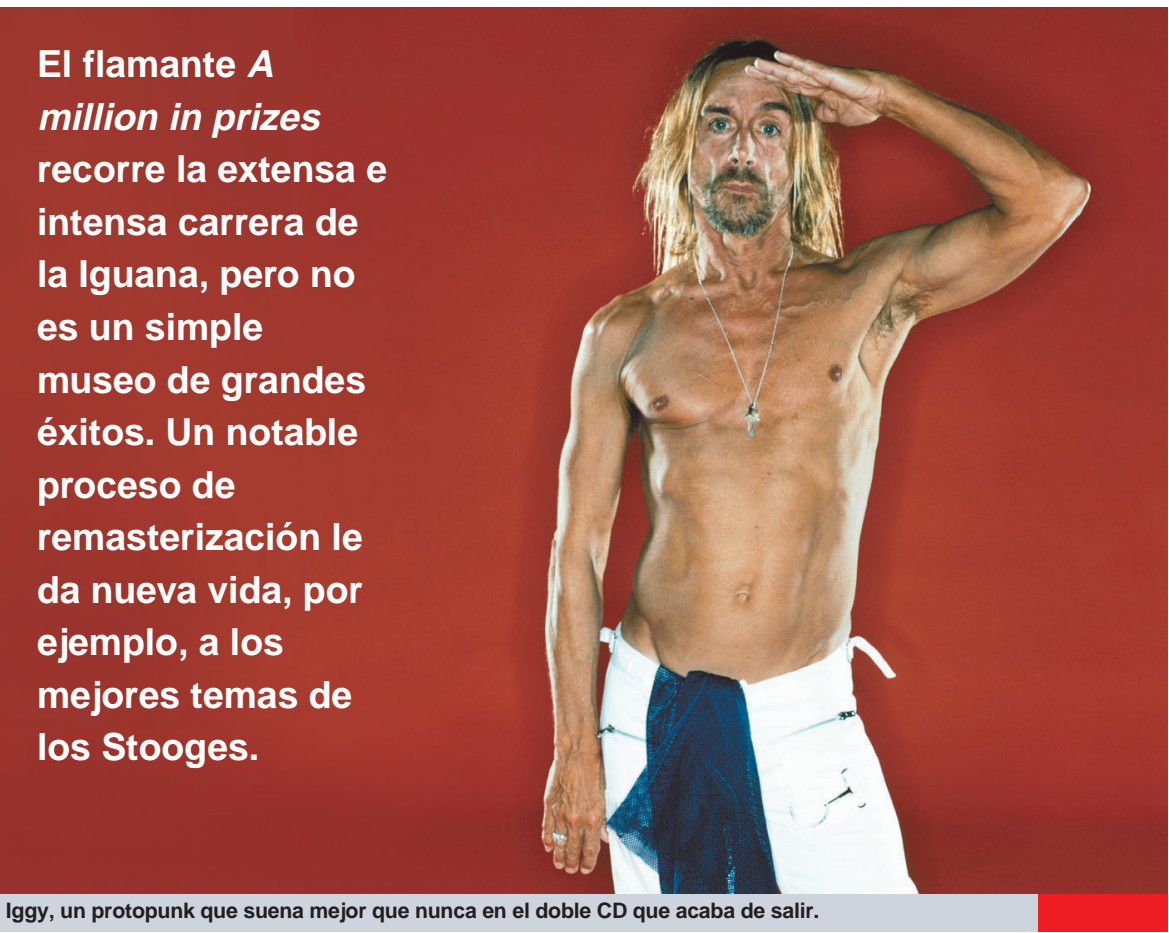 El flamante A
million in prizes
recorre la extensa e
intensa carrera de
la Iguana, pero no
es un simple
museo de grandes
éxitos. Un notable
proceso de
remasterización le
da nueva vida, por
ejemplo, a los
mejores temas de
los Stooges.
Iggy, un protopunk que suena mejor que nunca en el doble CD que acaba de salir.